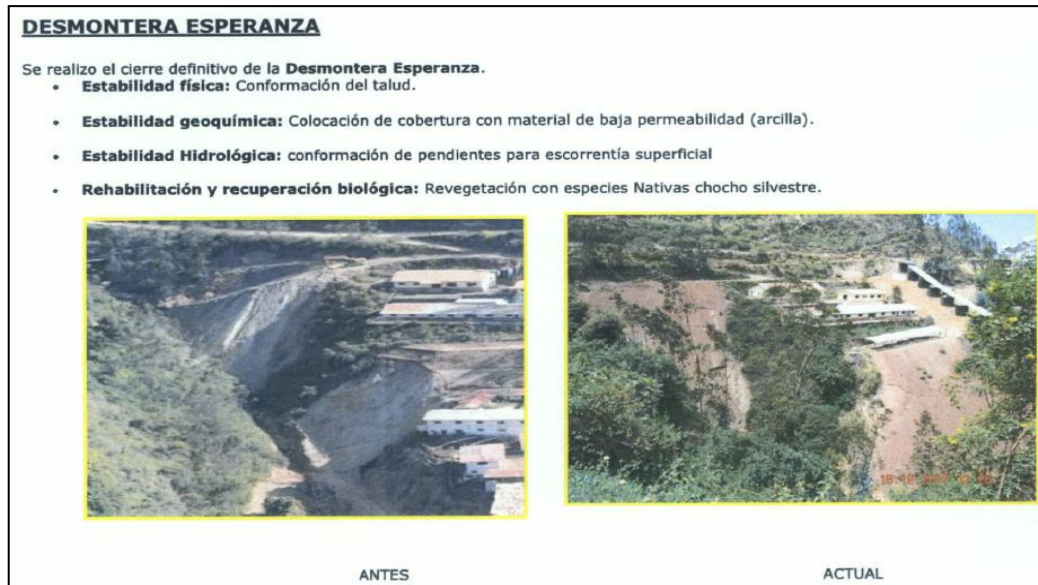 DESMONTERA ESPERANZA
Se realizo el cierre definitivo de la Desmontera Esperanza.
• Estabilidad física: Conformación del talud.
• Estabilidad geoquímica: Colocación de cobertura con material de baja permeabilidad (arcilla).
• Estabilidad Hidrológica: conformación de pendientes para escorrentía superficial
• Rehabilitación y recuperación biológica: Revegetación con especies Nativas chocho silvestre.
ANTES
ACTUAL